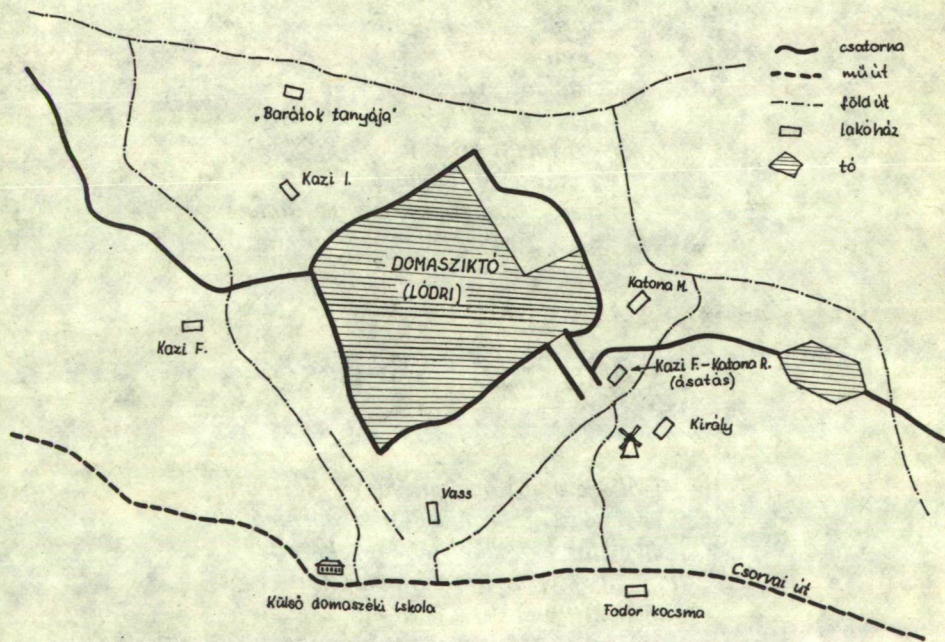 csatorna
műút
földút
lakóház
tó
„Barátok tanyája"
Kazi I.
DOMASZIKTÓ
(LÓDRI)
Katona M.
Kazi F.
Kazi F.-Katona R.
(ásatás)
Király
Vass
Csorvai út
Külső domaszéki iskola
Fodor kocsma